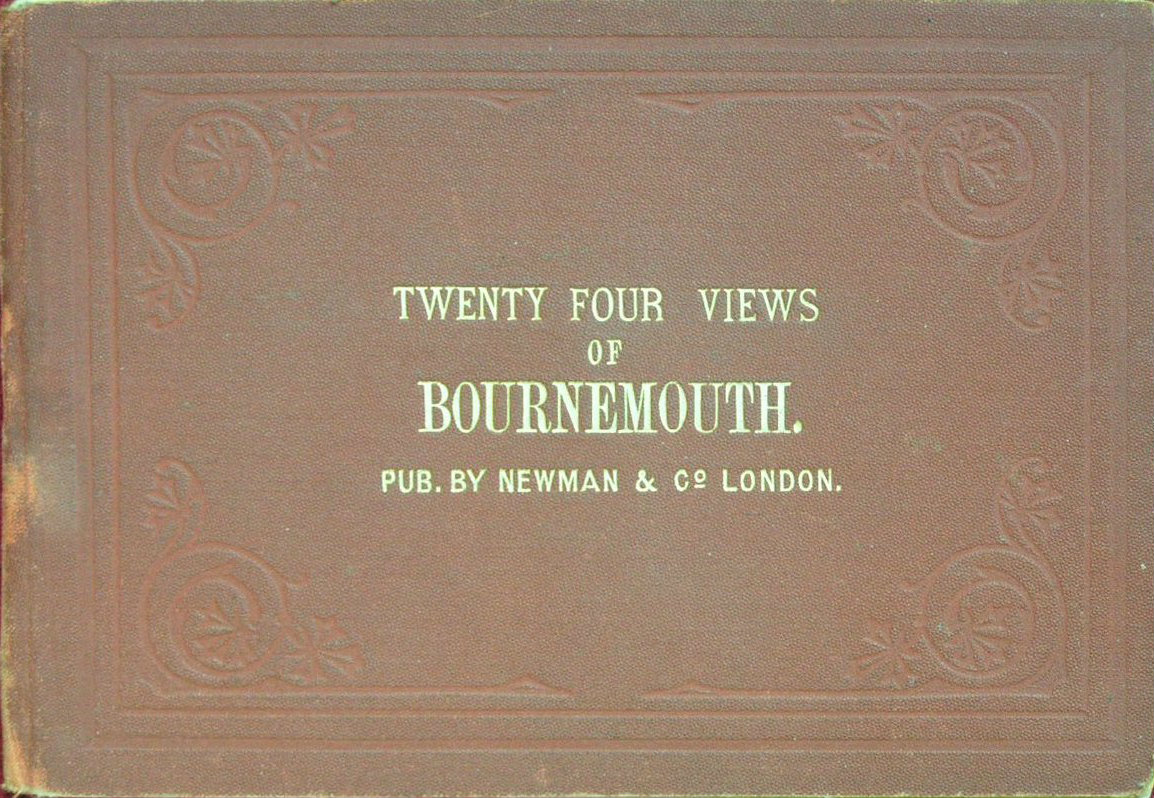 TWENTY FOUR VIEWS
OF
BOURNEMOUTH.
PUB. BY NEWMAN & Cº LONDON.